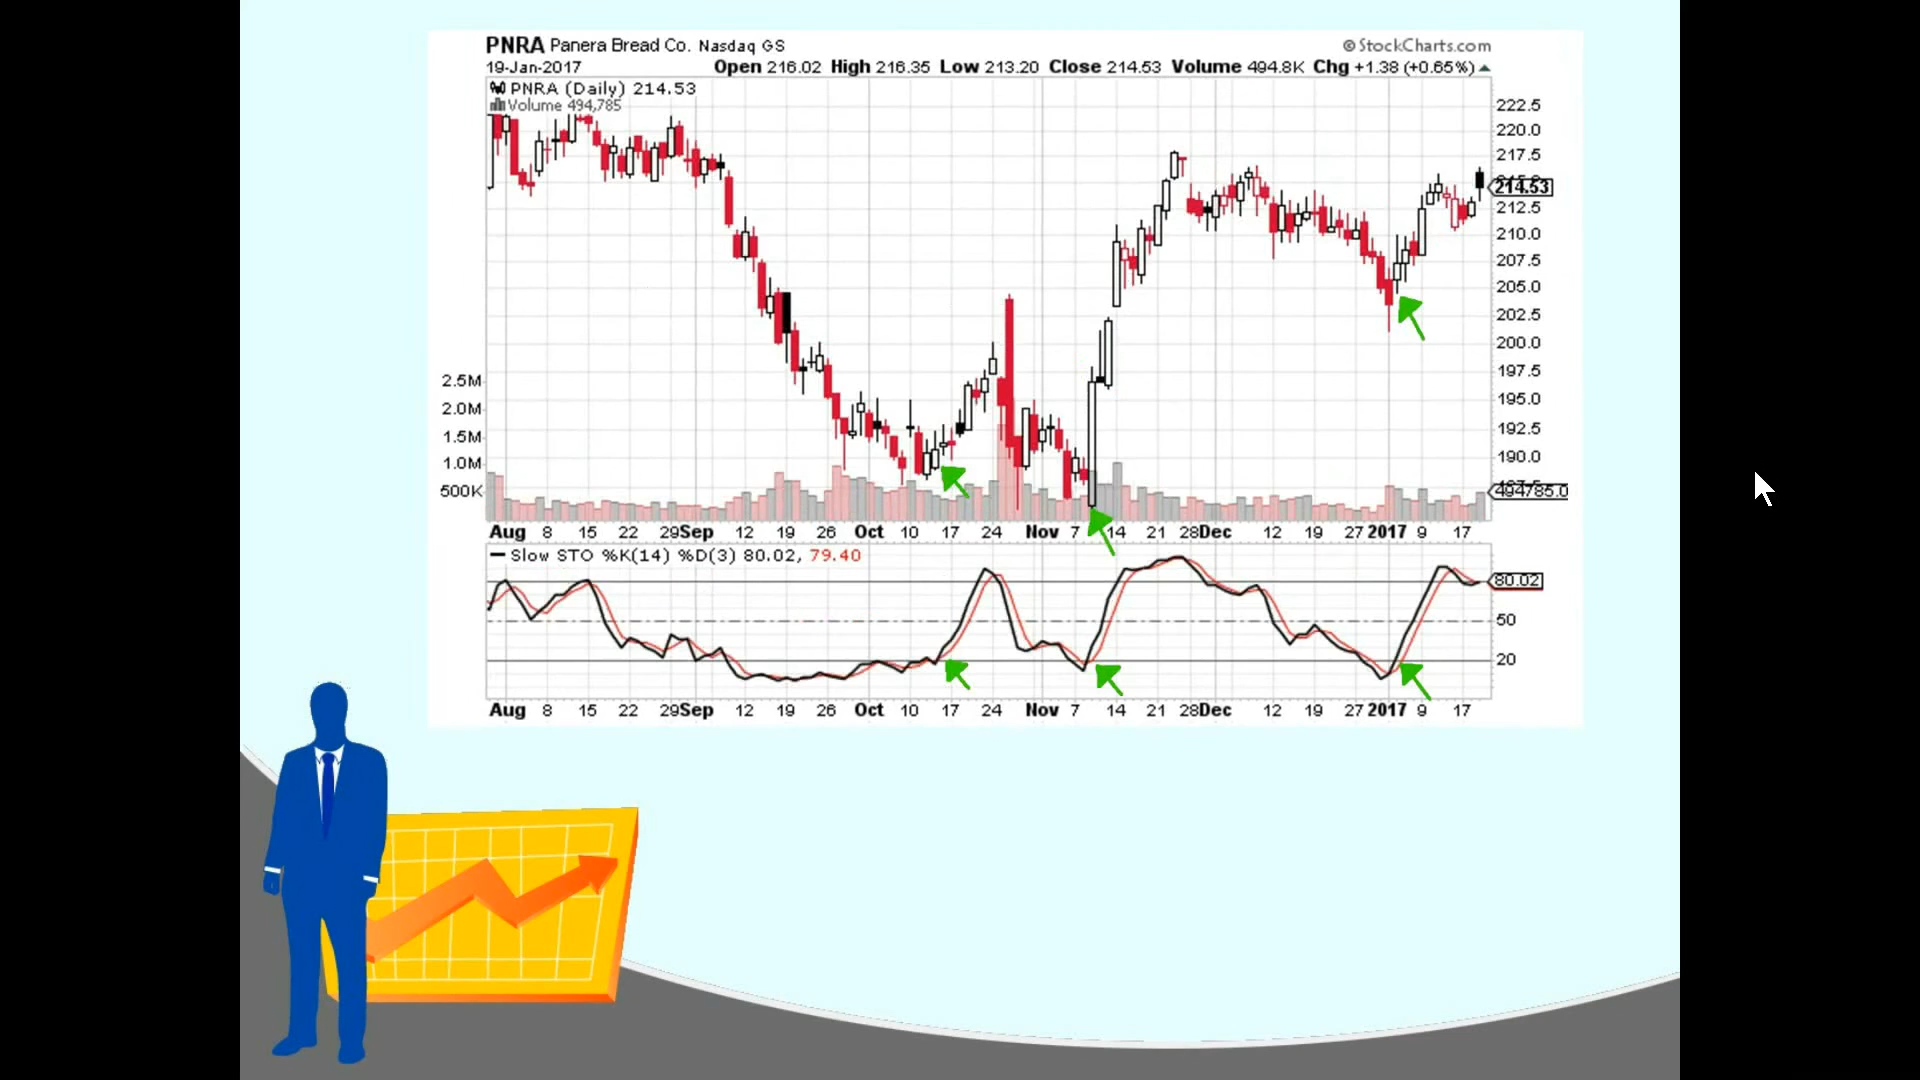 PNRA Panera Bread Co. Nasdaq GS © StockCharts.com
19-Jan-2017 Open 216.02 High 216.35 Low 213.20 Close 214.53 Volume 494.8K Chg +1.38 (+0.65%)
PNRA (Daily) 214.53
Volume 494,785
222.5
220.0
217.5
214.53
212.5
210.0
207.5
205.0
202.5
200.0
197.5
195.0
192.5
190.0
494785.0
2.5M
2.0M
1.5M
1.0M
500K
Aug 8 15 22 29 Sep 12 19 26 Oct 10 17 24 Nov 7 14 21 28 Dec 12 19 27 2017 9 17
Slow STO %K(14) %D(3) 80.02, 79.40
80.02
50
20
Aug 8 15 22 29 Sep 12 19 26 Oct 10 17 24 Nov 7 14 21 28 Dec 12 19 27 2017 9 17